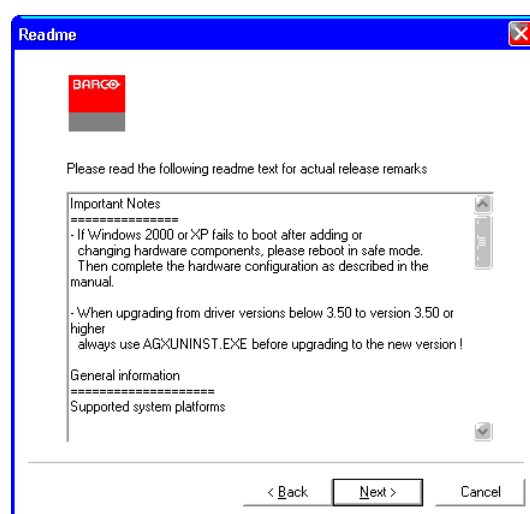 Readme
BARCO
Please read the following readme text for actual release remarks
Important Notes
===============
- If Windows 2000 or XP fails to boot after adding or
changing hardware components, please reboot in safe mode.
Then complete the hardware configuration as described in the
manual.
- When upgrading from driver versions below 3.50 to version 3.50 or
higher
always use AGXUNINST.EXE before upgrading to the new version !
General information
====================
Supported system platforms
< Back
Next >
Cancel